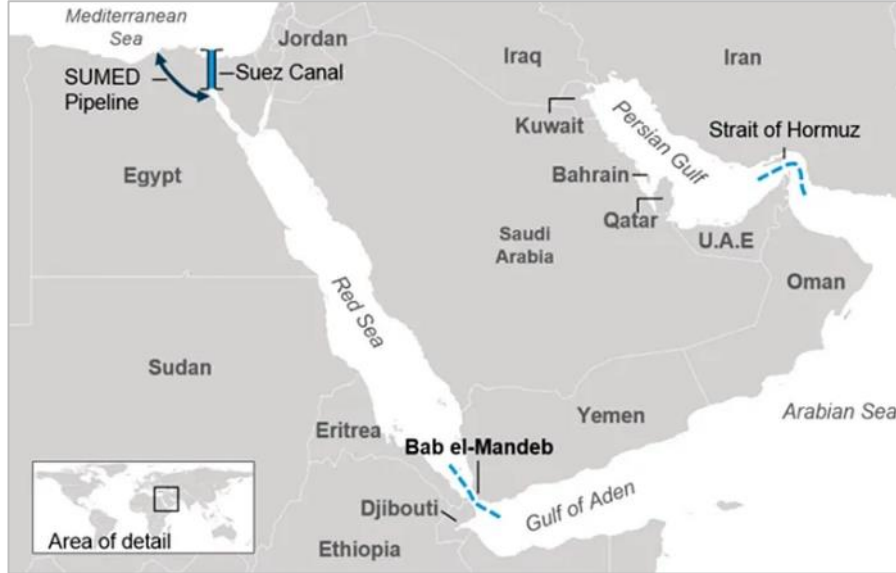 Mediterranean
Sea
Jordan
Iraq
Iran
SUMED
Pipeline
Suez Canal
Kuwait
Persian Gulf
Strait of Hormuz
Egypt
Bahrain
Qatar
U.A.E
Saudi
Arabia
Oman
Red Sea
Sudan
Arabian Sea
Yemen
Eritrea
Bab el-Mandeb
Djibouti
Gulf of Aden
Ethiopia
Area of detail